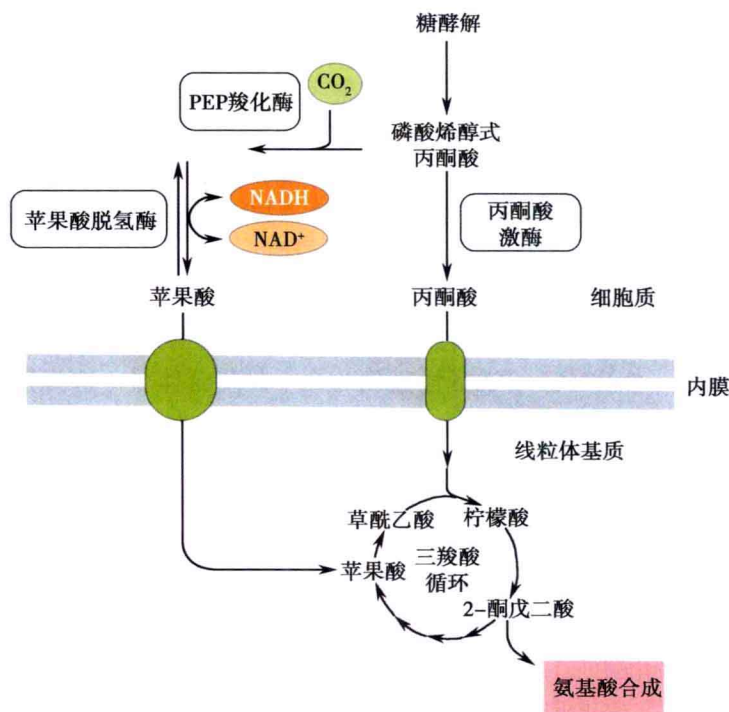 糖酵解
CO2
PEP羧化酶
磷酸烯醇式
丙酮酸
NADH
NAD+
苹果酸脱氢酶
丙酮酸
激酶
苹果酸
丙酮酸
细胞质
内膜
线粒体基质
草酰乙酸
柠檬酸
苹果酸
三羧酸
循环
2-酮戊二酸
氨基酸合成